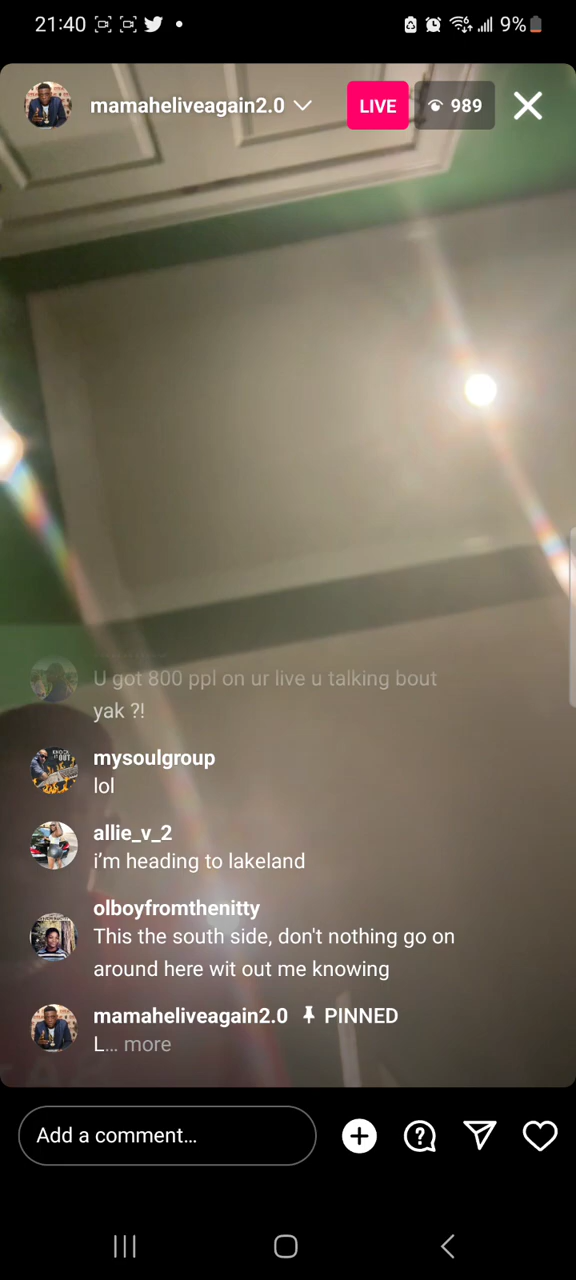 21:40
9%
mamaheliveagain2.0
LIVE
989
U got 800 ppl on ur live u talking bout
yak ?!
mysoulgroup
lol
allie_v_2
i'm heading to lakeland
olboyfromthenitty
This the south side, don't nothing go on
around here wit out me knowing
mamaheliveagain2.0 PINNED
L... more
Add a comment...